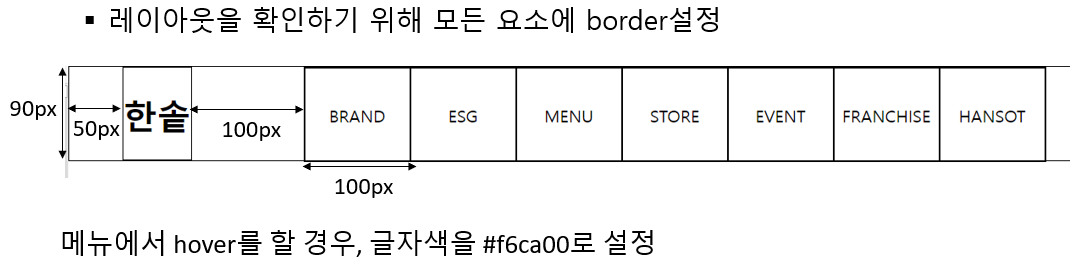 ▪ 레이아웃을 확인하기 위해 모든 요소에 border설정
90px
50px
한솥
100px
BRAND
ESG
MENU
STORE
EVENT
FRANCHISE
HANSOT
100px
메뉴에서 hover를 할 경우, 글자색을 #f6ca00로 설정